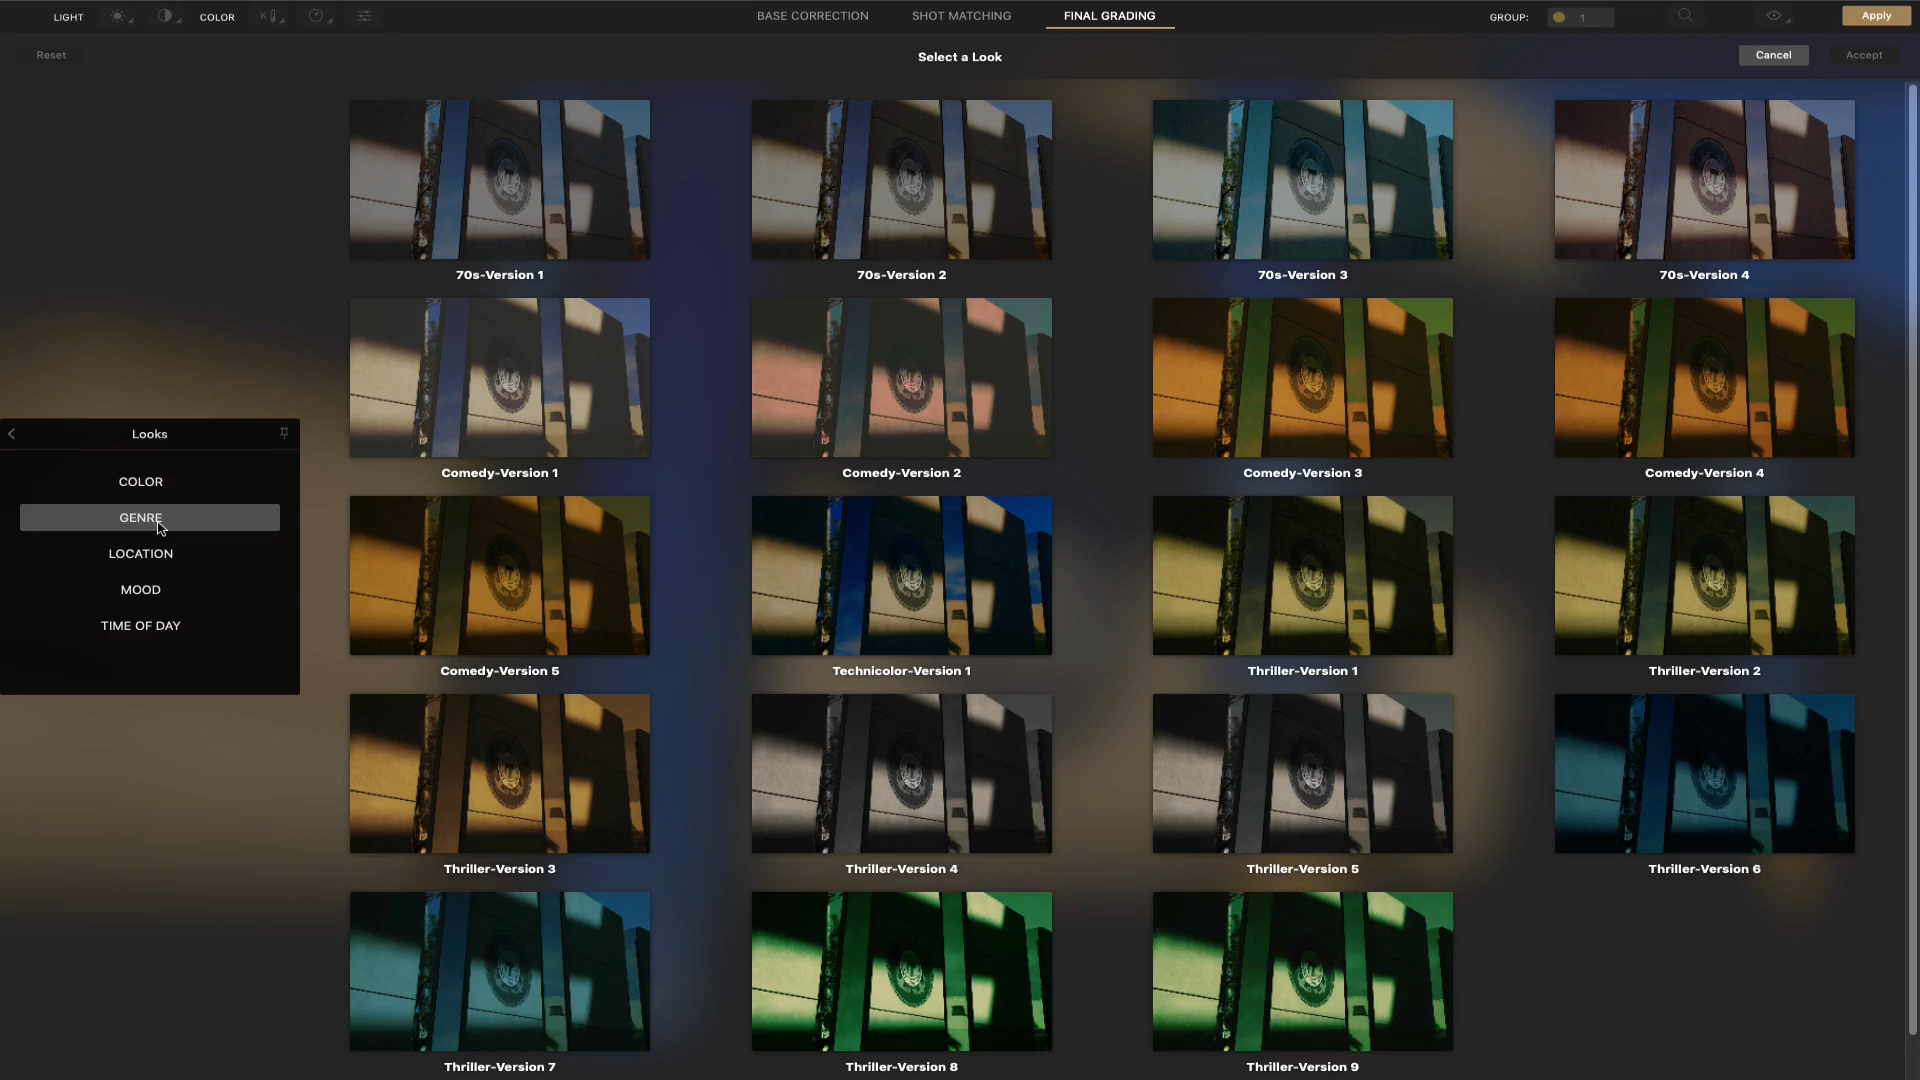 LIGHT
COLOR
K
BASE CORRECTION
SHOT MATCHING
FINAL GRADING
GROUP:
1
Apply
Reset
Select a Look
Cancel
Accept
70s-Version 1
70s-Version 2
70s-Version 3
70s-Version 4
Comedy-Version 1
Comedy-Version 2
Comedy-Version 3
Comedy-Version 4
Looks
COLOR
GENRE
LOCATION
MOOD
TIME OF DAY
Comedy-Version 5
Technicolor-Version 1
Thriller-Version 1
Thriller-Version 2
Thriller-Version 3
Thriller-Version 4
Thriller-Version 5
Thriller-Version 6
Thriller-Version 7
Thriller-Version 8
Thriller-Version 9